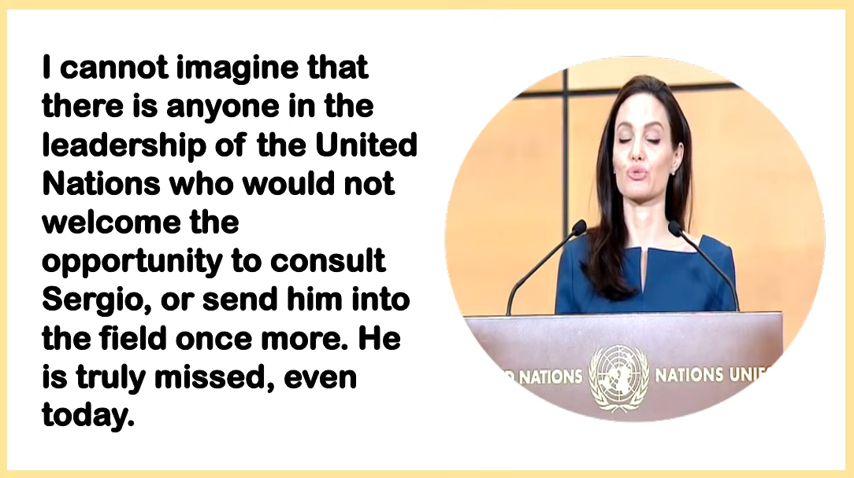 I cannot imagine that
there is anyone in the
leadership of the United
Nations who would not
welcome the
opportunity to consult
Sergio, or send him into
the field once more. He
is truly missed, even
today.
NATIONS
NATIONS